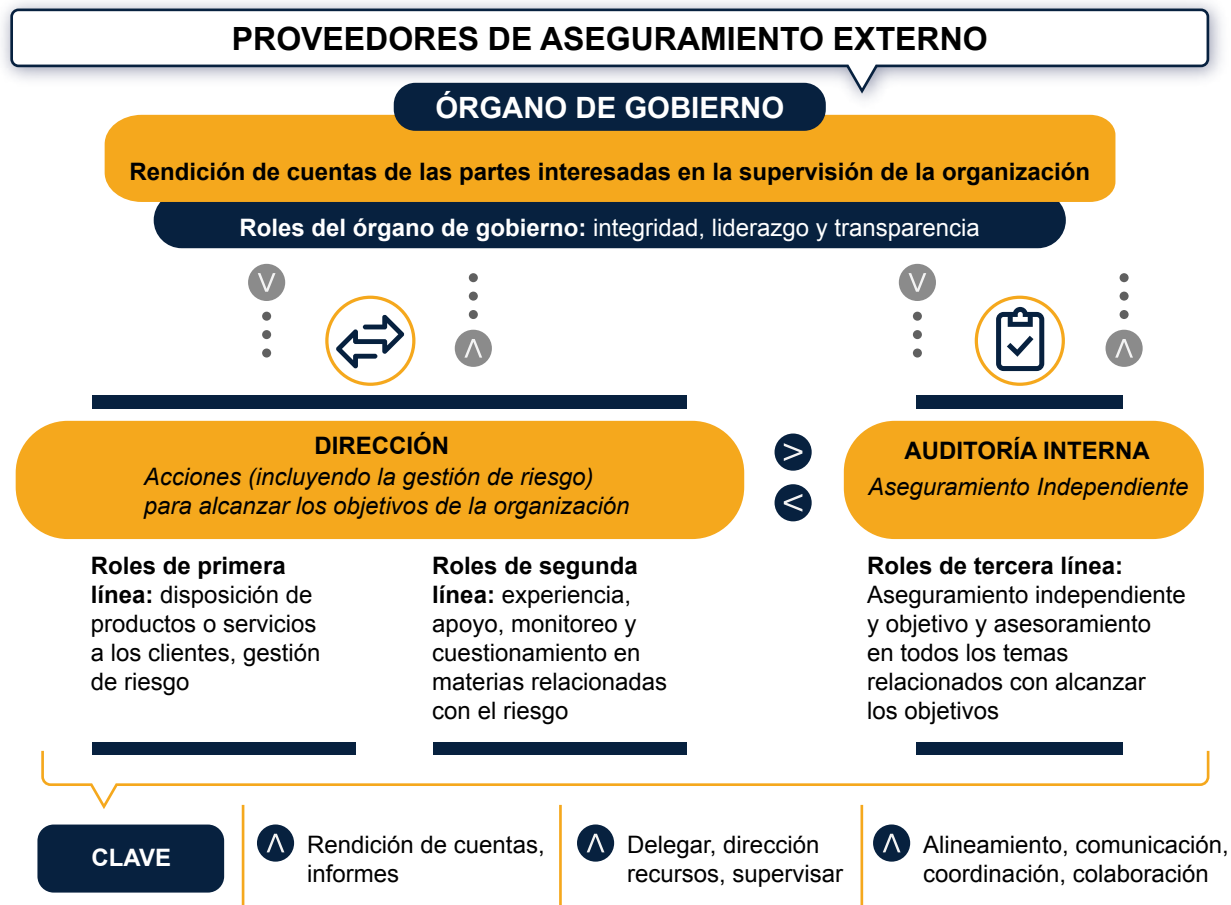 PROVEEDORES DE ASEGURAMIENTO EXTERNO
ÓRGANO DE GOBIERNO
Rendición de cuentas de las partes interesadas en la supervisión de la organización
Roles del órgano de gobierno: integridad, liderazgo y transparencia
DIRECCIÓN
Acciones (incluyendo la gestión de riesgo)
para alcanzar los objetivos de la organización
AUDITORÍA INTERNA
Aseguramiento Independiente
Roles de primera
línea: disposición de
productos o servicios
a los clientes, gestión
de riesgo
Roles de segunda
línea: experiencia,
apoyo, monitoreo y
cuestionamiento en
materias relacionadas
con el riesgo
Roles de tercera línea:
Aseguramiento independiente
y objetivo y asesoramiento
en todos los temas
relacionados con alcanzar
los objetivos
CLAVE
Rendición de cuentas,
informes
Delegar, dirección
recursos, supervisar
Alineamiento, comunicación,
coordinación, colaboración